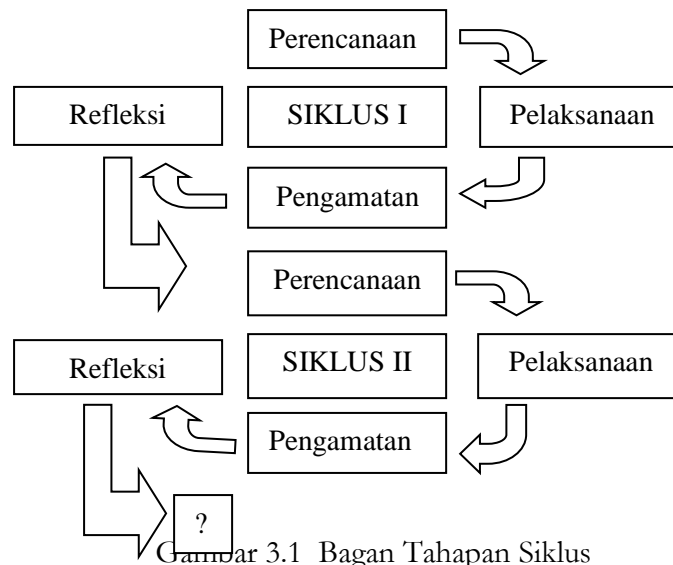 Perencanaan
Refleksi
SIKLUS I
Pelaksanaan
Pengamatan
Perencanaan
Refleksi
SIKLUS II
Pelaksanaan
Pengamatan
?
Gambar 3.1 Bagan Tahapan Siklus